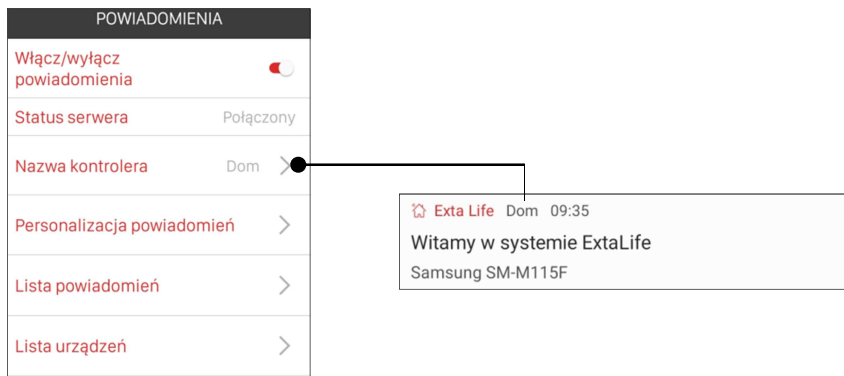 POWIADOMIENIA
Włącz/wyłącz
powiadomienia
Status serwera Połączony
Nazwa kontrolera Dom
Personalizacja powiadomień
Lista powiadomień
Lista urządzeń
Exta Life Dom 09:35
Witamy w systemie ExtaLife
Samsung SM-M115F